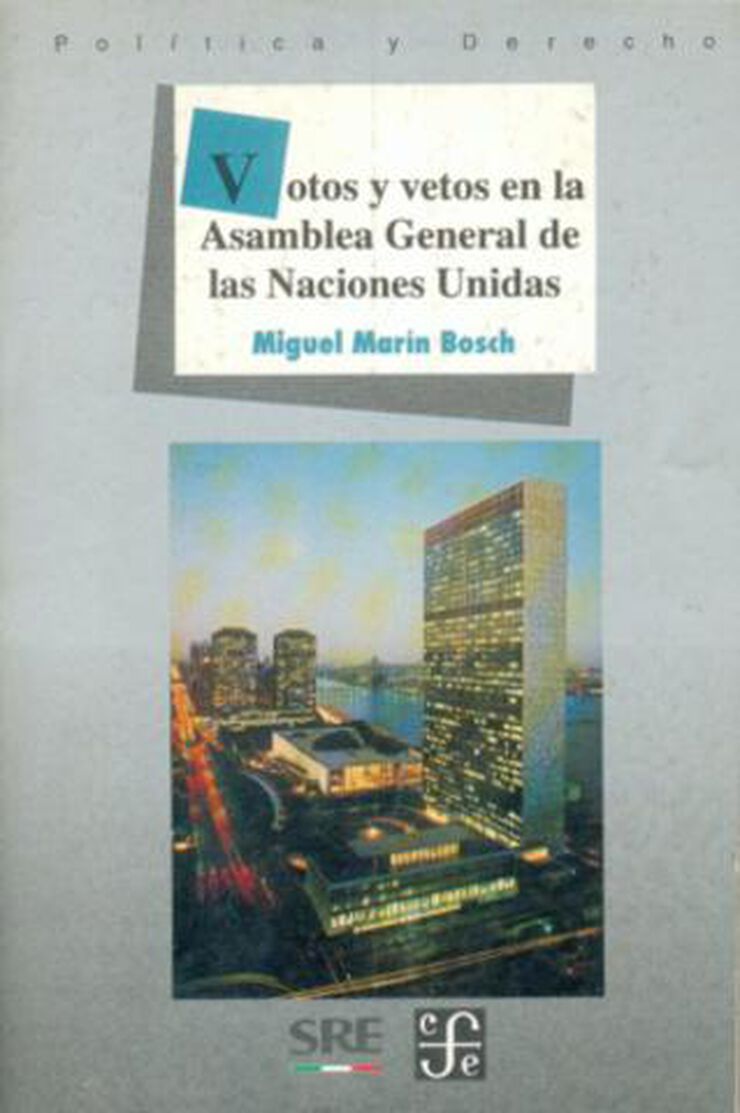 Política y Derecho
Votos y vetos en la
Asamblea General de
las Naciones Unidas
Miguel Marín Bosch
SRE
cfe